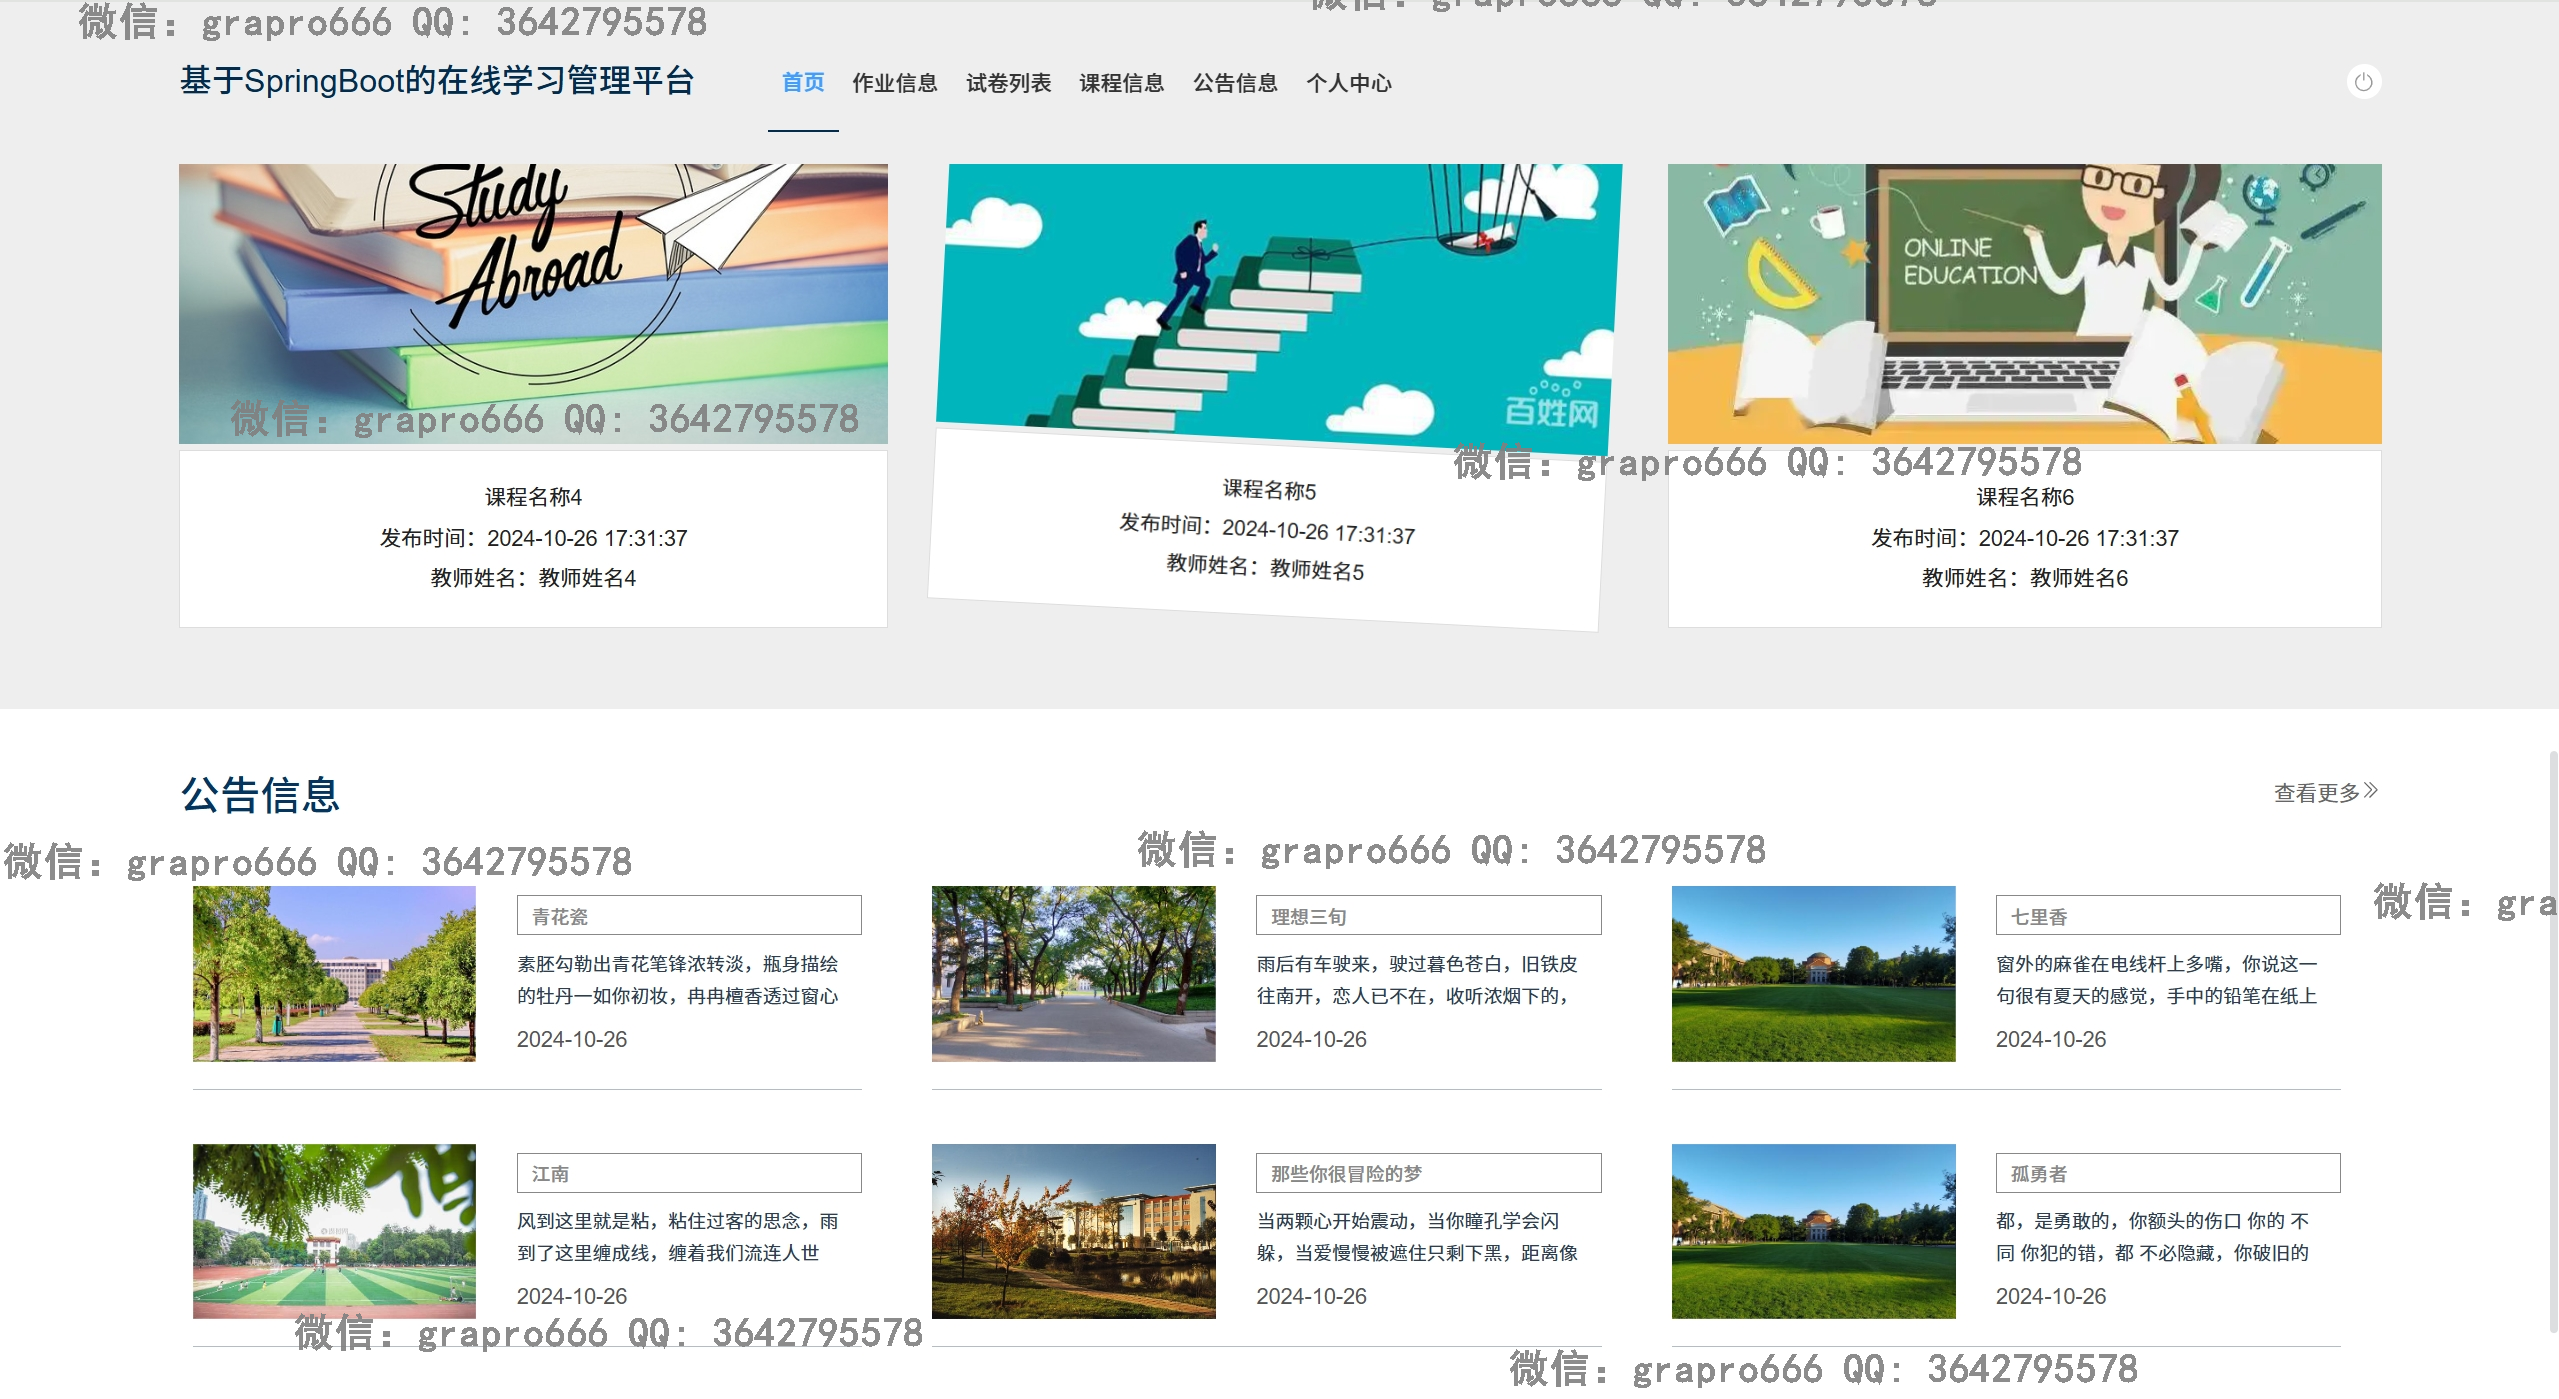 微信: grapro666 QQ: 3642795578
微信: grapro666 QQ: 3642795578
基于SpringBoot的在线学习管理平台
首页 作业信息 试卷列表 课程信息 公告信息 个人中心
Study
Abroad
ONLINE
EDUCATION
百姓网
微信: grapro666 QQ: 3642795578
微信: grapro666 QQ: 3642795578
课程名称4
发布时间：2024-10-26 17:31:37
教师姓名：教师姓名4
课程名称5
发布时间：2024-10-26 17:31:37
教师姓名：教师姓名5
课程名称6
发布时间：2024-10-26 17:31:37
教师姓名：教师姓名6
公告信息
查看更多
微信: grapro666 QQ: 3642795578
微信: grapro666 QQ: 3642795578
微信: gra
青花瓷
素胚勾勒出青花笔锋浓转淡，瓶身描绘
的牡丹一如你初妆，冉冉檀香透过窗心
2024-10-26
理想三旬
雨后有车驶来，驶过暮色苍白，旧铁皮
往南开，恋人已不在，收听浓烟下的，
2024-10-26
七里香
窗外的麻雀在电线杆上多嘴，你说这一
句很有夏天的感觉，手中的铅笔在纸上
2024-10-26
江南
风到这里就是粘，粘住过客的思念，雨
到了这里缠成线，缠着我们流连人世
2024-10-26
那些你很冒险的梦
当两颗心开始震动，当你瞳孔学会闪
躲，当爱慢慢被遮住只剩下黑，距离像
2024-10-26
孤勇者
都，是勇敢的，你额头的伤口 你的 不
同 你犯的错，都 不必隐藏，你破旧的
2024-10-26
微信: grapro666 QQ: 3642795578
微信: grapro666 QQ: 3642795578